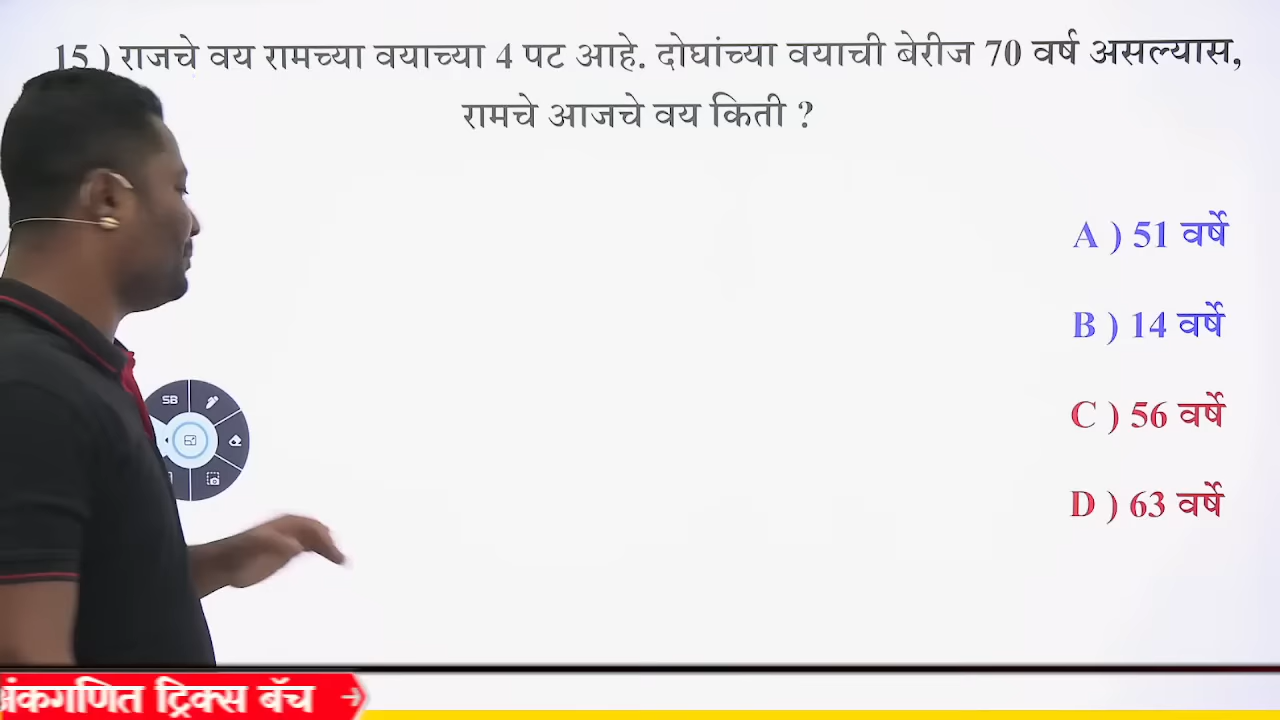 15 ) राजचे वय रामच्या वयाच्या 4 पट आहे. दोघांच्या वयाची बेरीज 70 वर्ष असल्यास,
रामचे आजचे वय किती ?
A ) 51 वर्षे
B ) 14 वर्षे
C ) 56 वर्षे
D ) 63 वर्षे
SB
अंकगणित ट्रिक्स बॅच